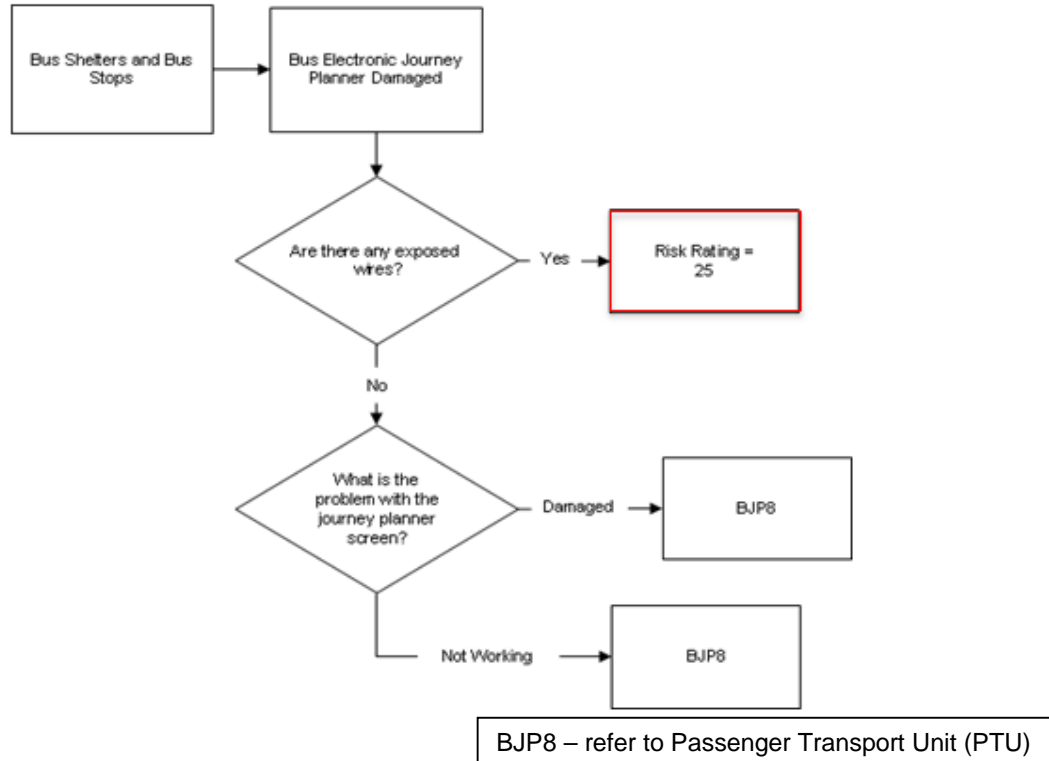 Bus Shelters and Bus
Stops
Bus Electronic Journey
Planner Damaged
Are there any exposed
wires?
Yes
Risk Rating =
25
No
What is the
problem with the
journey planner
screen?
Damaged
BJP8
Not Working
BJP8
BJP8 – refer to Passenger Transport Unit (PTU)